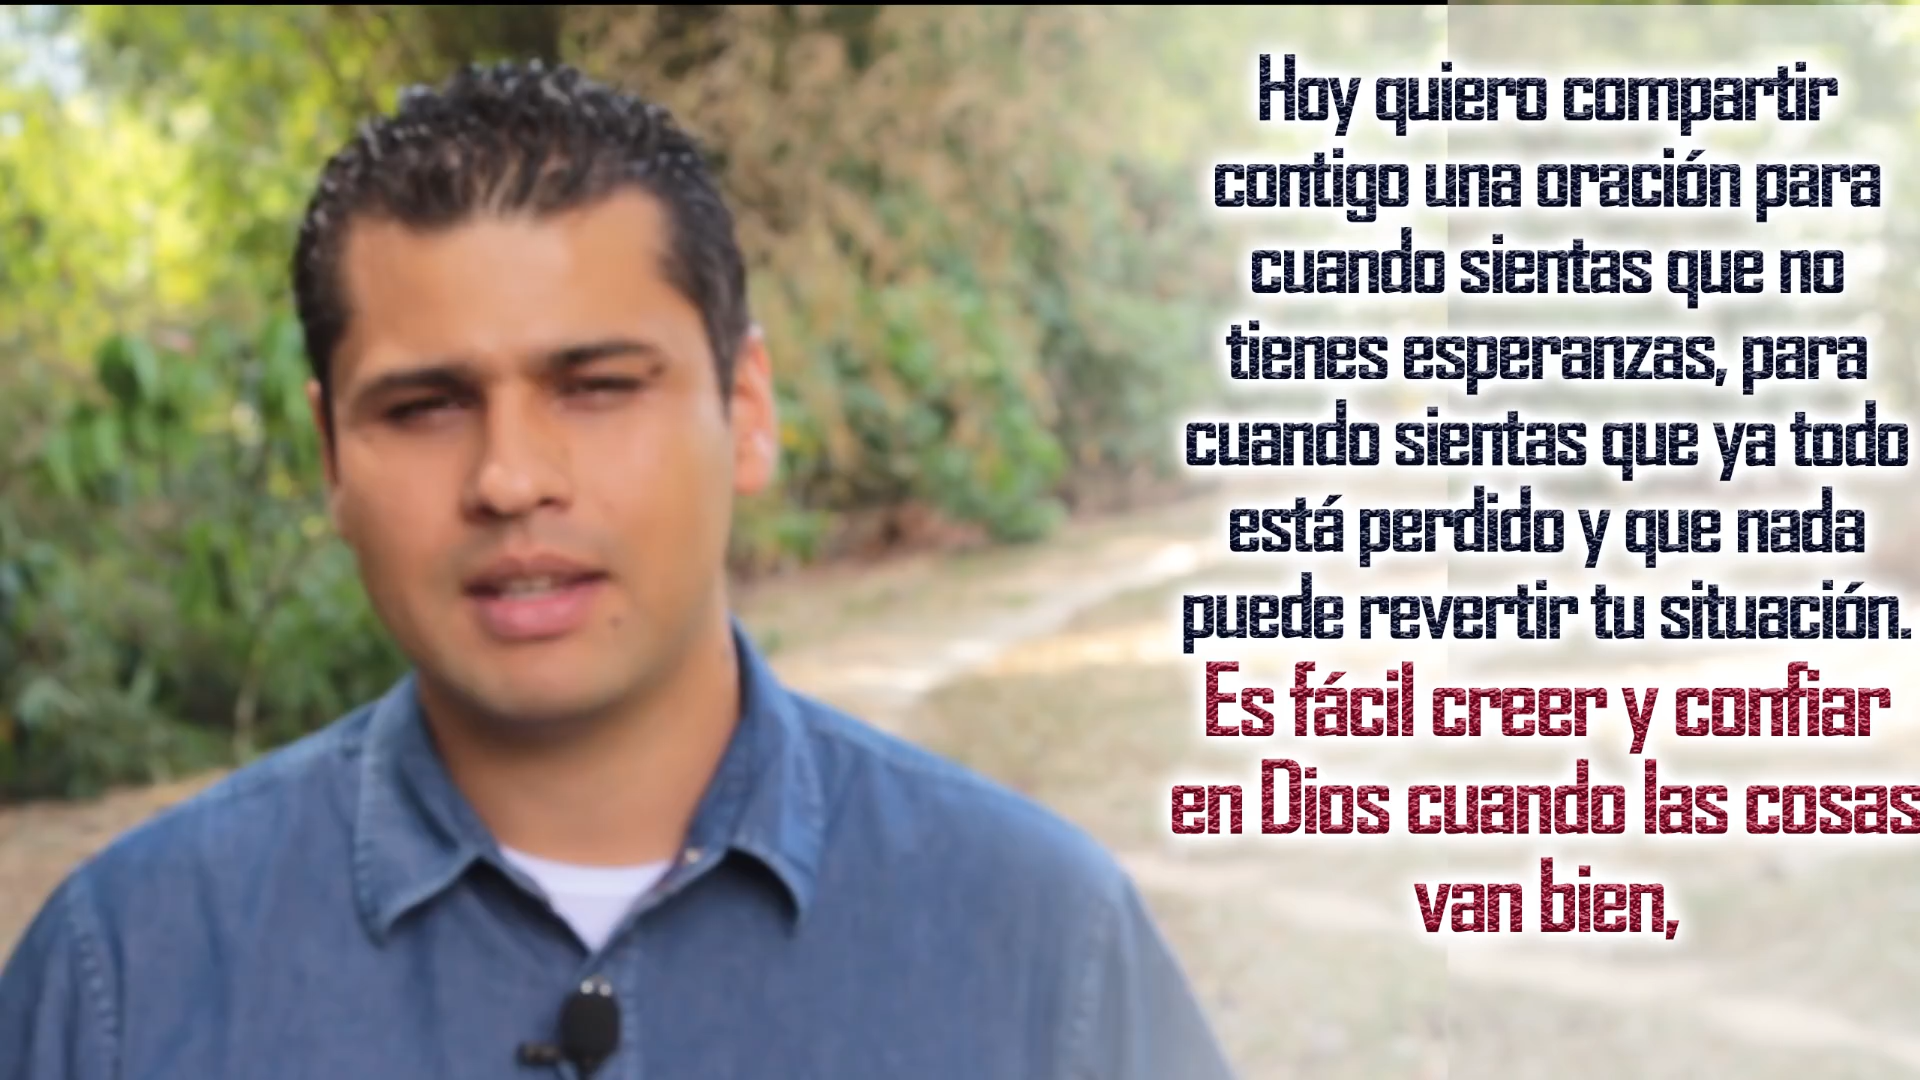 Hoy quiero compartir
contigo una oración para
cuando sientas que no
tienes esperanzas, para
cuando sientas que ya todo
está perdido y que nada
puede revertir tu situación.
Es fácil creer y confiar
en Dios cuando las cosas
van bien,